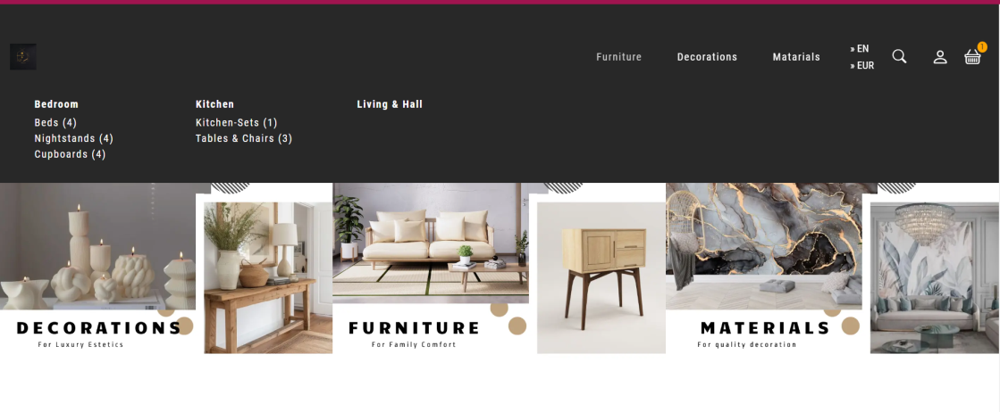 Furniture
Decorations
Matarials
» EN
» EUR
1
Bedroom
Beds (4)
Nightstands (4)
Cupboards (4)
Kitchen
Kitchen-Sets (1)
Tables & Chairs (3)
Living & Hall
DECORATIONS
For Luxury Estetics
FURNITURE
For Family Comfort
MATERIALS
For quality decoration